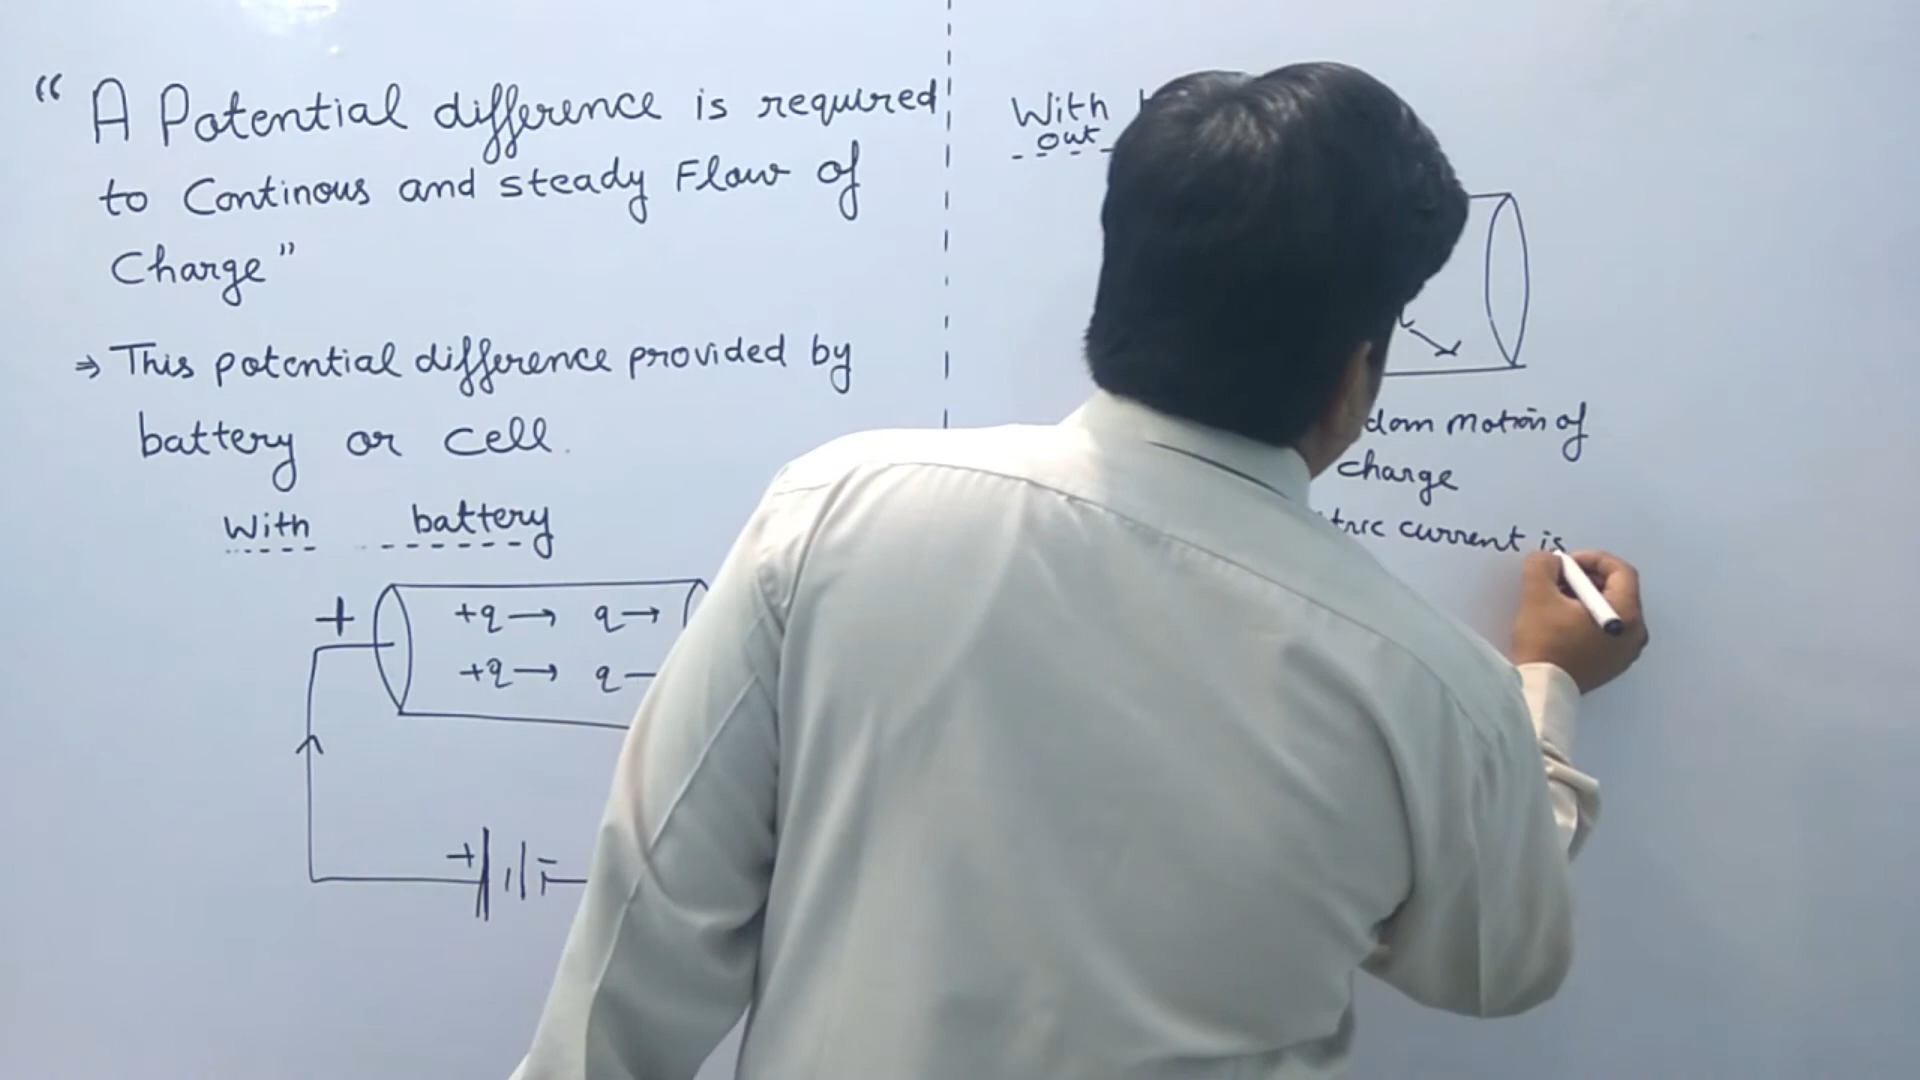 “ A Potential difference is required
to Continous and steady Flow of
Charge”
⇒ This potential difference provided by
battery or cell.
With battery
+
+q → q →
+q → q –
+ –
With
out
Motion of
charge
current is